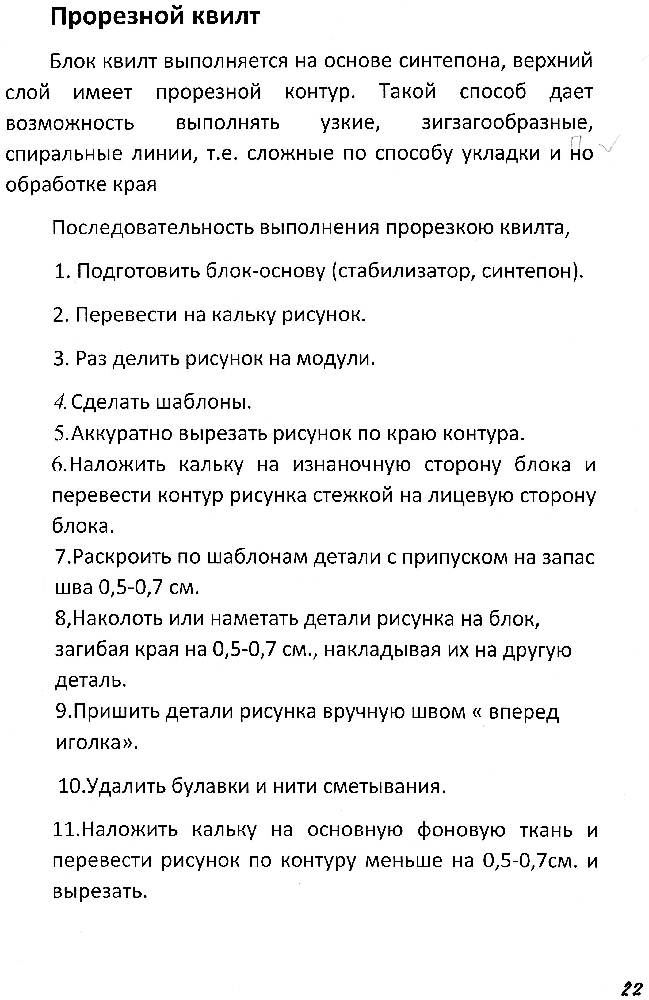 Прорезной квилт
Блок квилт выполняется на основе синтепона, верхний
слой имеет прорезной контур. Такой способ дает
возможность выполнять узкие, зигзагообразные,
П
спиральные линии, т.е. сложные по способу укладки и но
обработке края
Последовательность выполнения прорезкою квилта,
1. Подготовить блок-основу (стабилизатор, синтепон).
2. Перевести на кальку рисунок.
3. Раз делить рисунок на модули.
4. Сделать шаблоны.
5.Аккуратно вырезать рисунок по краю контура.
6.Наложить кальку на изнаночную сторону блока и
перевести контур рисунка стежкой на лицевую сторону
блока.
7.Раскроить по шаблонам детали с припуском на запас
шва 0,5-0,7 см.
8,Наколоть или наметать детали рисунка на блок,
загибая края на 0,5-0,7 см., накладывая их на другую
деталь.
9.Пришить детали рисунка вручную швом « вперед
иголка».
10.Удалить булавки и нити сметывания.
11.Наложить кальку на основную фоновую ткань и
перевести рисунок по контуру меньше на 0,5-0,7см. и
вырезать.
22